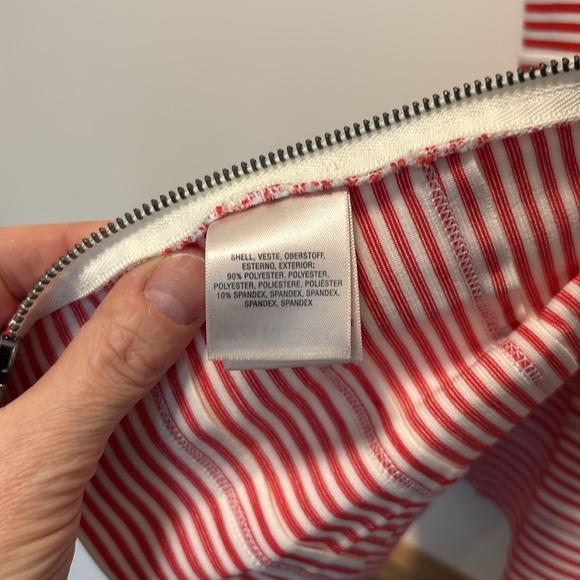 SHELL, VESTE, OBERSTOFF,
ESTERNO, EXTERIOR:
90% POLYESTER, POLYESTER,
POLYESTER, POLIESTERE, POLIÉSTER
10% SPANDEX, SPANDEX, SPANDEX,
SPANDEX, SPANDEX